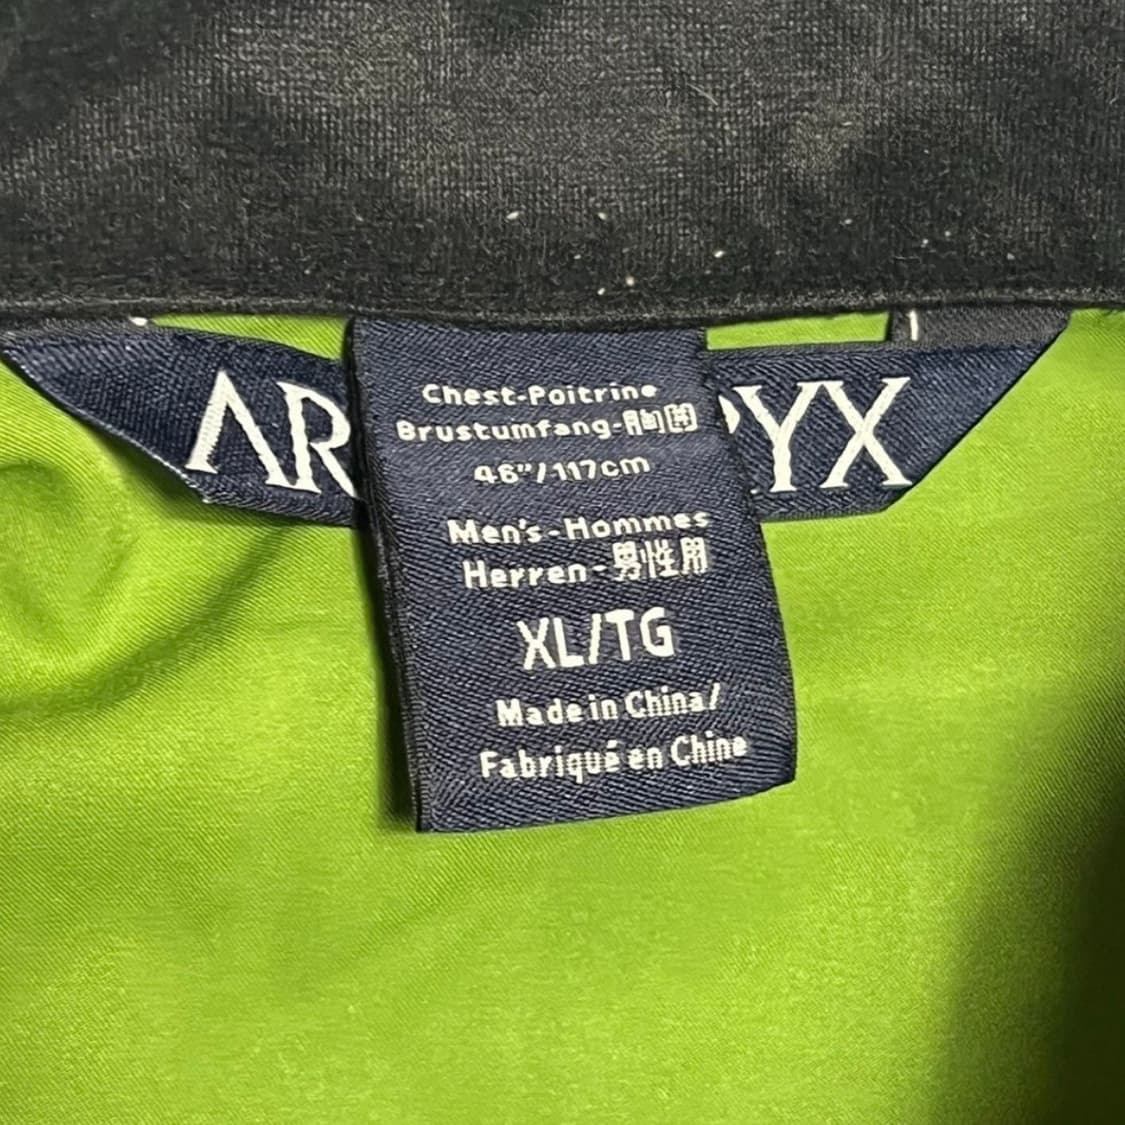 AR PYX
Chest-Poitrine
Brustumfang-胸囲
46"/117cm
Men's-Hommes
Herren-男性用
XL/TG
Made in China/
Fabriqué en Chine